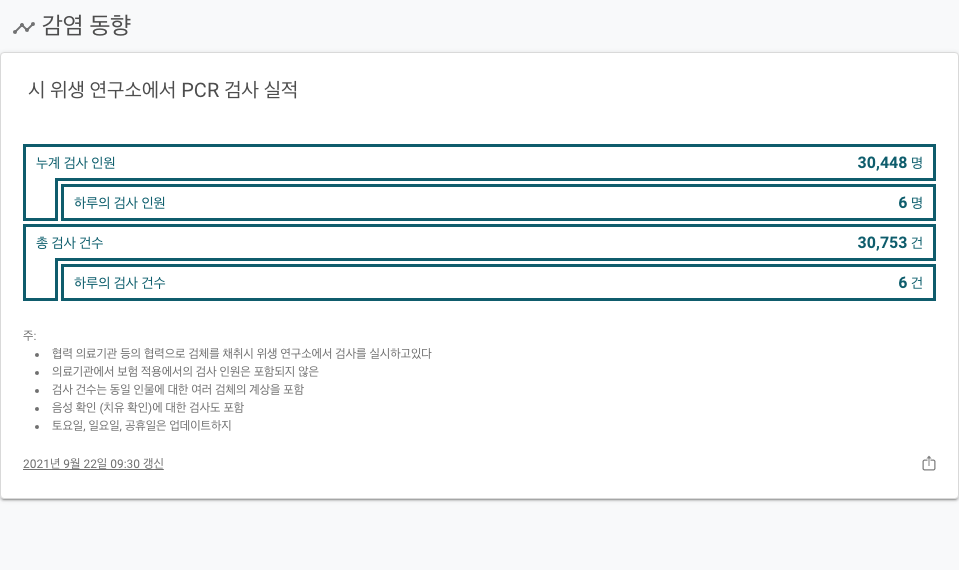 감염 동향
시 위생 연구소에서 PCR 검사 실적
누계 검사 인원 30,448 명
하루의 검사 인원 6 명
총 검사 건수 30,753 건
하루의 검사 건수 6 건
주:
협력 의료기관 등의 협력으로 검체를 채취시 위생 연구소에서 검사를 실시하고있다
의료기관에서 보험 적용에서의 검사 인원은 포함되지 않은
검사 건수는 동일 인물에 대한 여러 검체의 계상을 포함
음성 확인 (치유 확인)에 대한 검사도 포함
토요일, 일요일, 공휴일은 업데이트하지
2021년 9월 22일 09:30 갱신